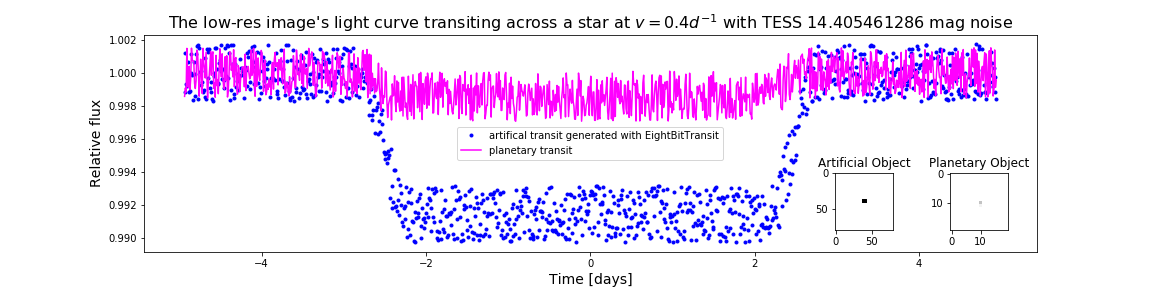 The low-res image's light curve transiting across a star at v = 0.4d⁻¹ with TESS 14.405461286 mag noise
Relative flux
1.002
1.000
0.998
0.996
0.994
0.992
0.990
artifical transit generated with EightBitTransit
planetary transit
Artificial Object
0
50
0
50
Planetary Object
0
10
0
10
−4
−2
0
2
4
Time [days]